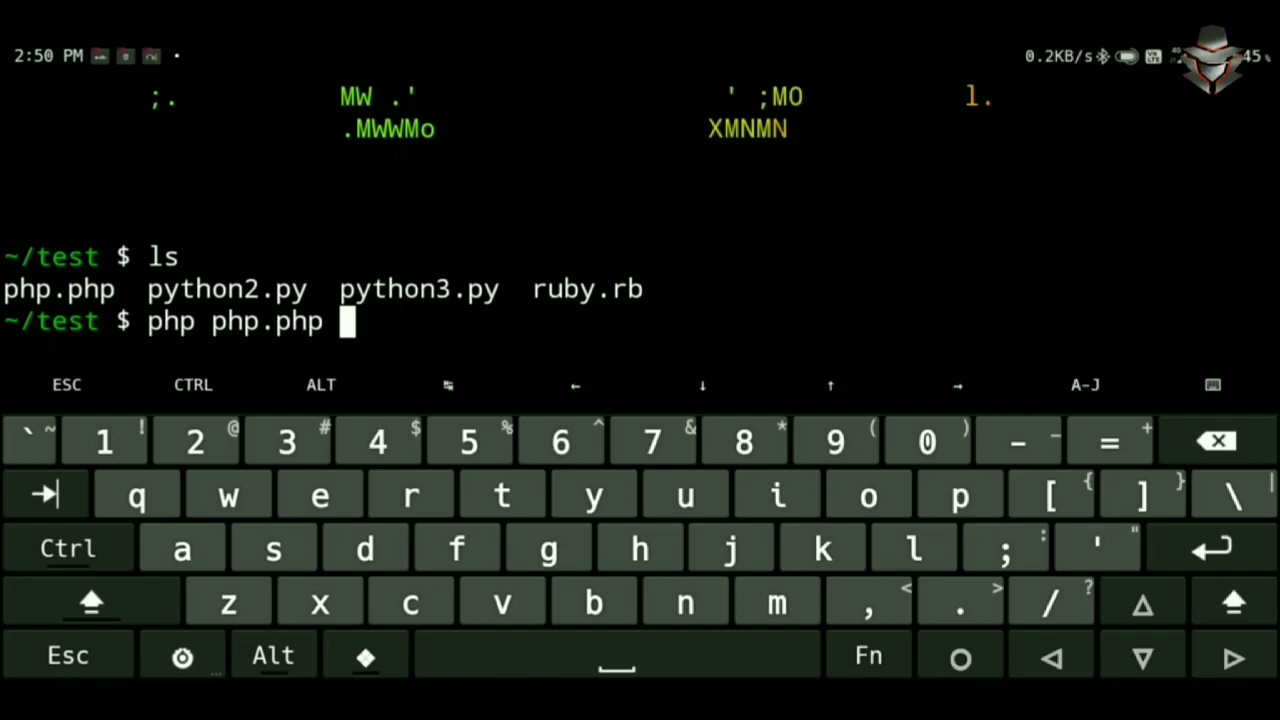 2:50 PM
0.2KB/s 45%
;. MW .' ' ;MO l.
.MWWMo XMNMN
~/test $ ls
php.php python2.py python3.py ruby.rb
~/test $ php php.php
ESC CTRL ALT ↹ ← ↓ ↑ → A-J
` ~ 1 ! 2 @ 3 # 4 $ 5 % 6 ^ 7 & 8 * 9 ( 0 ) - _ = +
q w e r t y u i o p [ { ] } \ |
Ctrl a s d f g h j k l ; : ' "
z x c v b n m , < . > / ?
Esc Alt Fn